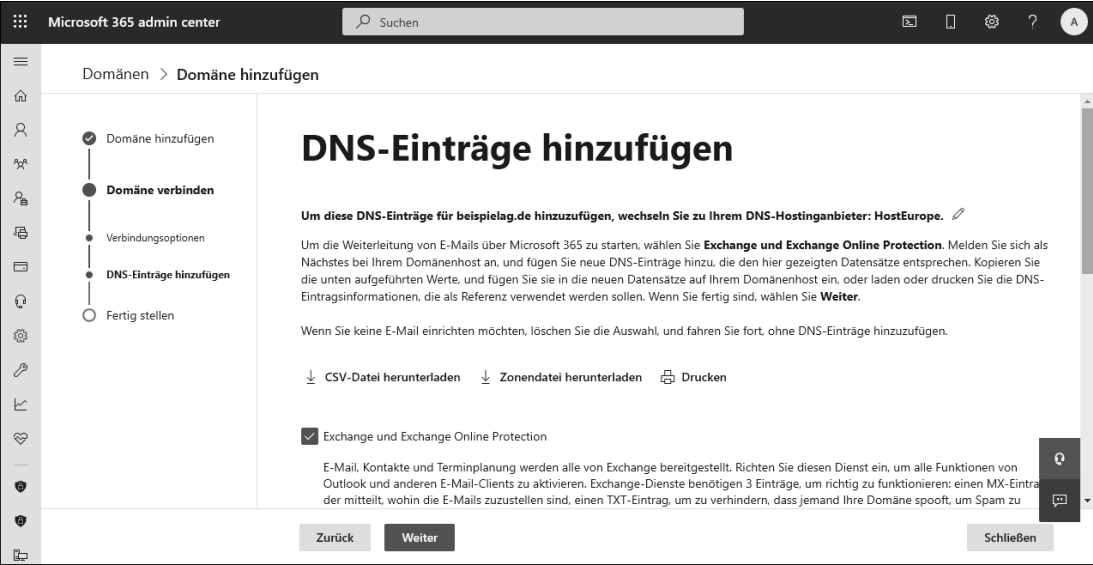 Microsoft 365 admin center
Suchen
?
A
Domänen > Domäne hinzufügen
Domäne hinzufügen
Domäne verbinden
Verbindungsoptionen
DNS-Einträge hinzufügen
Fertig stellen
DNS-Einträge hinzufügen
Um diese DNS-Einträge für beispielag.de hinzuzufügen, wechseln Sie zu Ihrem DNS-Hostinganbieter: HostEurope.
Um die Weiterleitung von E-Mails über Microsoft 365 zu starten, wählen Sie Exchange und Exchange Online Protection. Melden Sie sich als
Nächstes bei Ihrem Domänenhost an, und fügen Sie neue DNS-Einträge hinzu, die den hier gezeigten Datensätze entsprechen. Kopieren Sie
die unten aufgeführten Werte, und fügen Sie sie in die neuen Datensätze auf Ihrem Domänenhost ein, oder laden oder drucken Sie die DNS-
Eintragsinformationen, die als Referenz verwendet werden sollen. Wenn Sie fertig sind, wählen Sie Weiter.
Wenn Sie keine E-Mail einrichten möchten, löschen Sie die Auswahl, und fahren Sie fort, ohne DNS-Einträge hinzuzufügen.
CSV-Datei herunterladen
Zonendatei herunterladen
Drucken
Exchange und Exchange Online Protection
E-Mail, Kontakte und Terminplanung werden alle von Exchange bereitgestellt. Richten Sie diesen Dienst ein, um alle Funktionen von
Outlook und anderen E-Mail-Clients zu aktivieren. Exchange-Dienste benötigen 3 Einträge, um richtig zu funktionieren: einen MX-Eintra
der mitteilt, wohin die E-Mails zuzustellen sind, einen TXT-Eintrag, um zu verhindern, dass jemand Ihre Domäne spooft, um Spam zu
Zurück
Weiter
Schließen